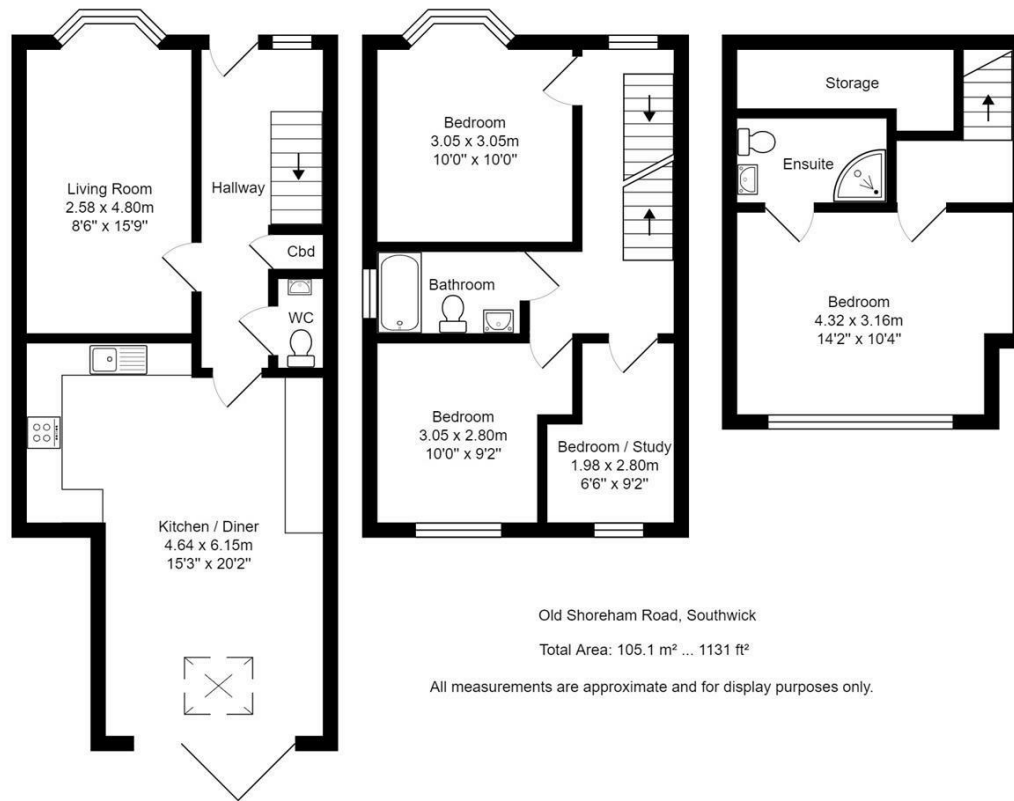 Living Room
2.58 x 4.80m
8'6" x 15'9"
Hallway
Cbd
WC
Kitchen / Diner
4.64 x 6.15m
15'3" x 20'2"
Bedroom
3.05 x 3.05m
10'0" x 10'0"
Bathroom
Bedroom
3.05 x 2.80m
10'0" x 9'2"
Bedroom / Study
1.98 x 2.80m
6'6" x 9'2"
Storage
Ensuite
Bedroom
4.32 x 3.16m
14'2" x 10'4"
Old Shoreham Road, Southwick
Total Area: 105.1 m² ... 1131 ft²
All measurements are approximate and for display purposes only.